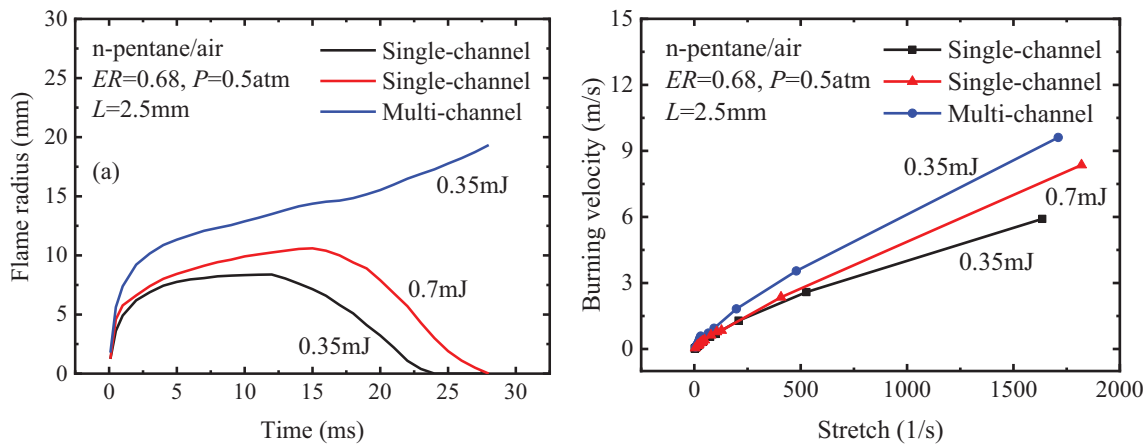 n-pentane/air
ER=0.68, P=0.5atm
L=2.5mm
Single-channel
Single-channel
Multi-channel
(a)
0.35mJ
0.7mJ
0.35mJ
Flame radius (mm)
30
25
20
15
10
5
0
0 5 10 15 20 25 30
Time (ms)
n-pentane/air
ER=0.68, P=0.5atm
L=2.5mm
Single-channel
Single-channel
Multi-channel
0.35mJ
0.7mJ
0.35mJ
Burning velocity (m/s)
15
12
9
6
3
0
0 500 1000 1500 2000
Stretch (1/s)